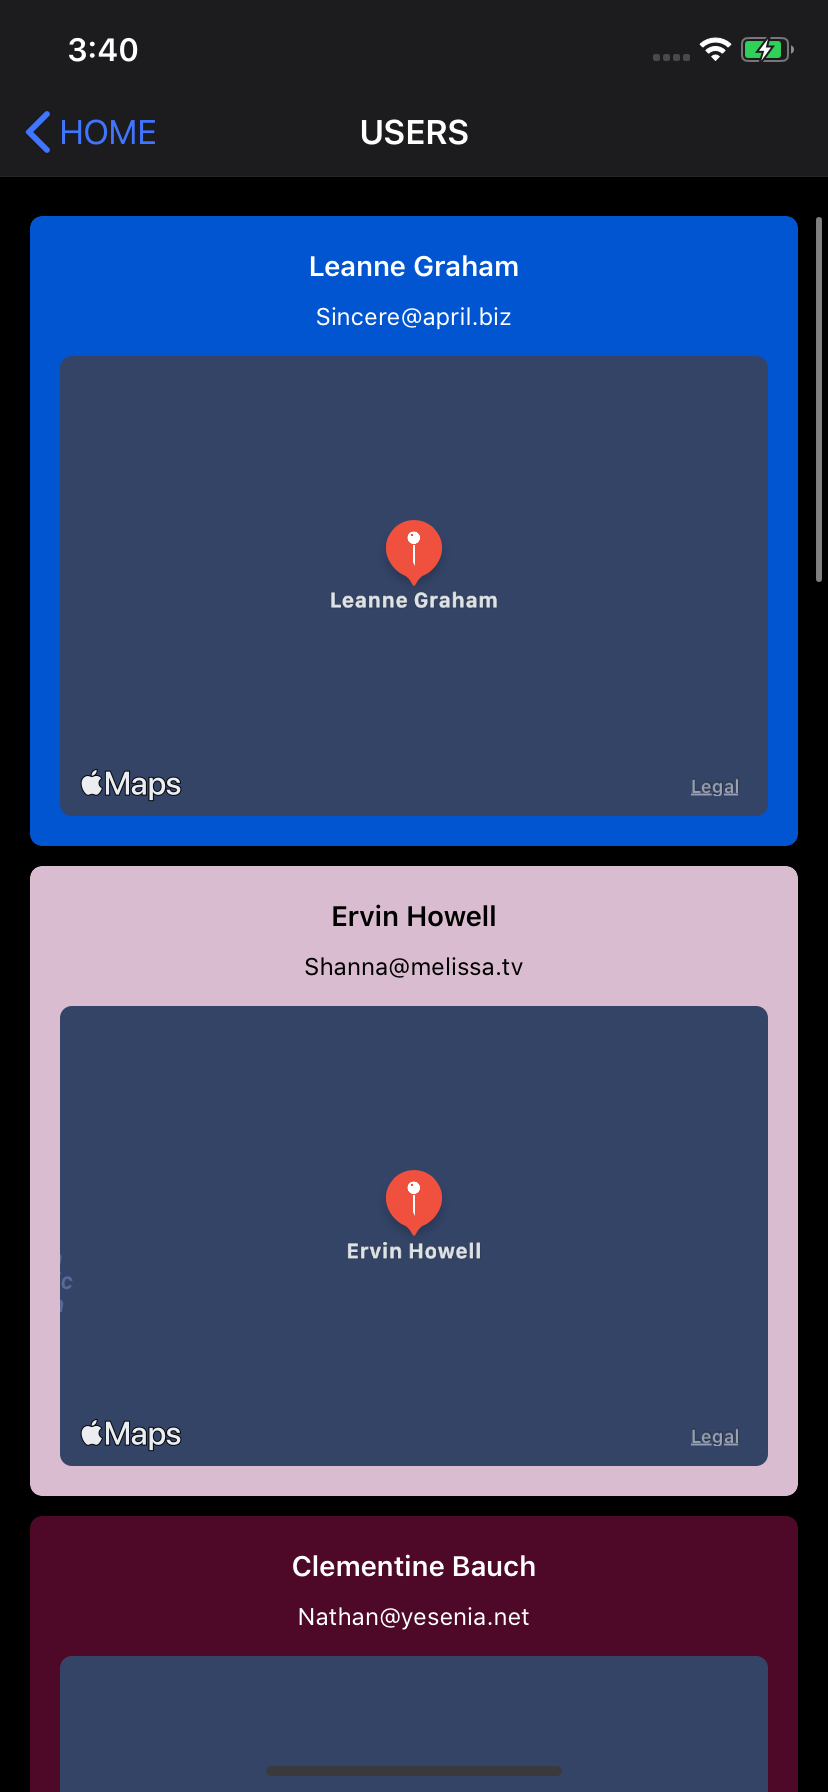 3:40
HOME
USERS
Leanne Graham
Sincere@april.biz
Leanne Graham
Maps
Legal
Ervin Howell
Shanna@melissa.tv
Ervin Howell
c
Maps
Legal
Clementine Bauch
Nathan@yesenia.net